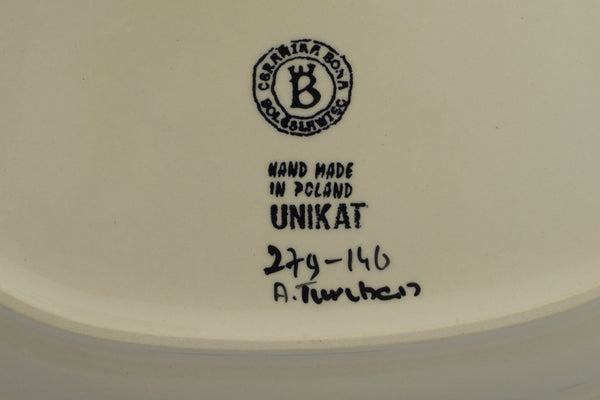 CERAMIKA BONA
BOLESŁAWIEC
B
HAND MADE
IN POLAND
UNIKAT
279-146
A.